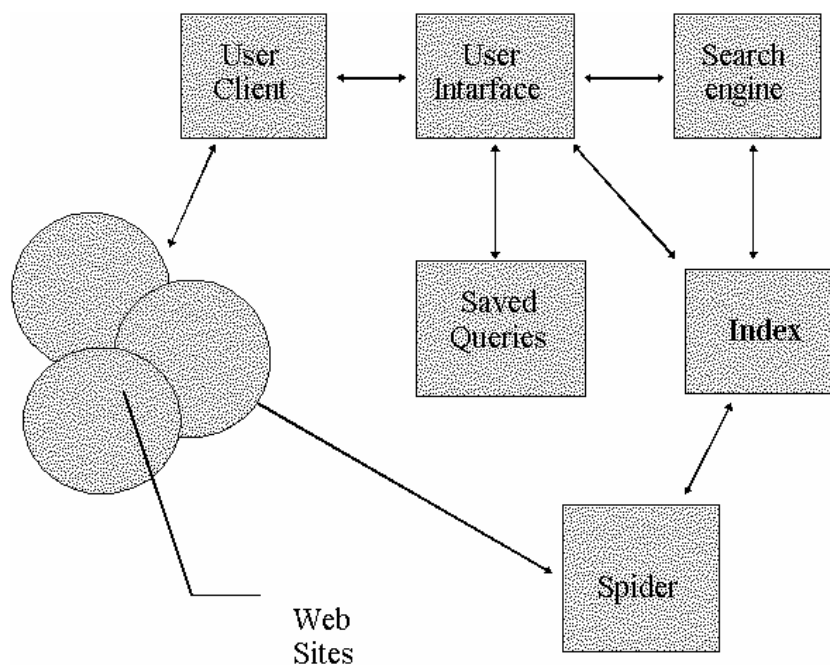 User
Client
User
Intarface
Search
engine
Saved
Queries
Index
Spider
Web
Sites